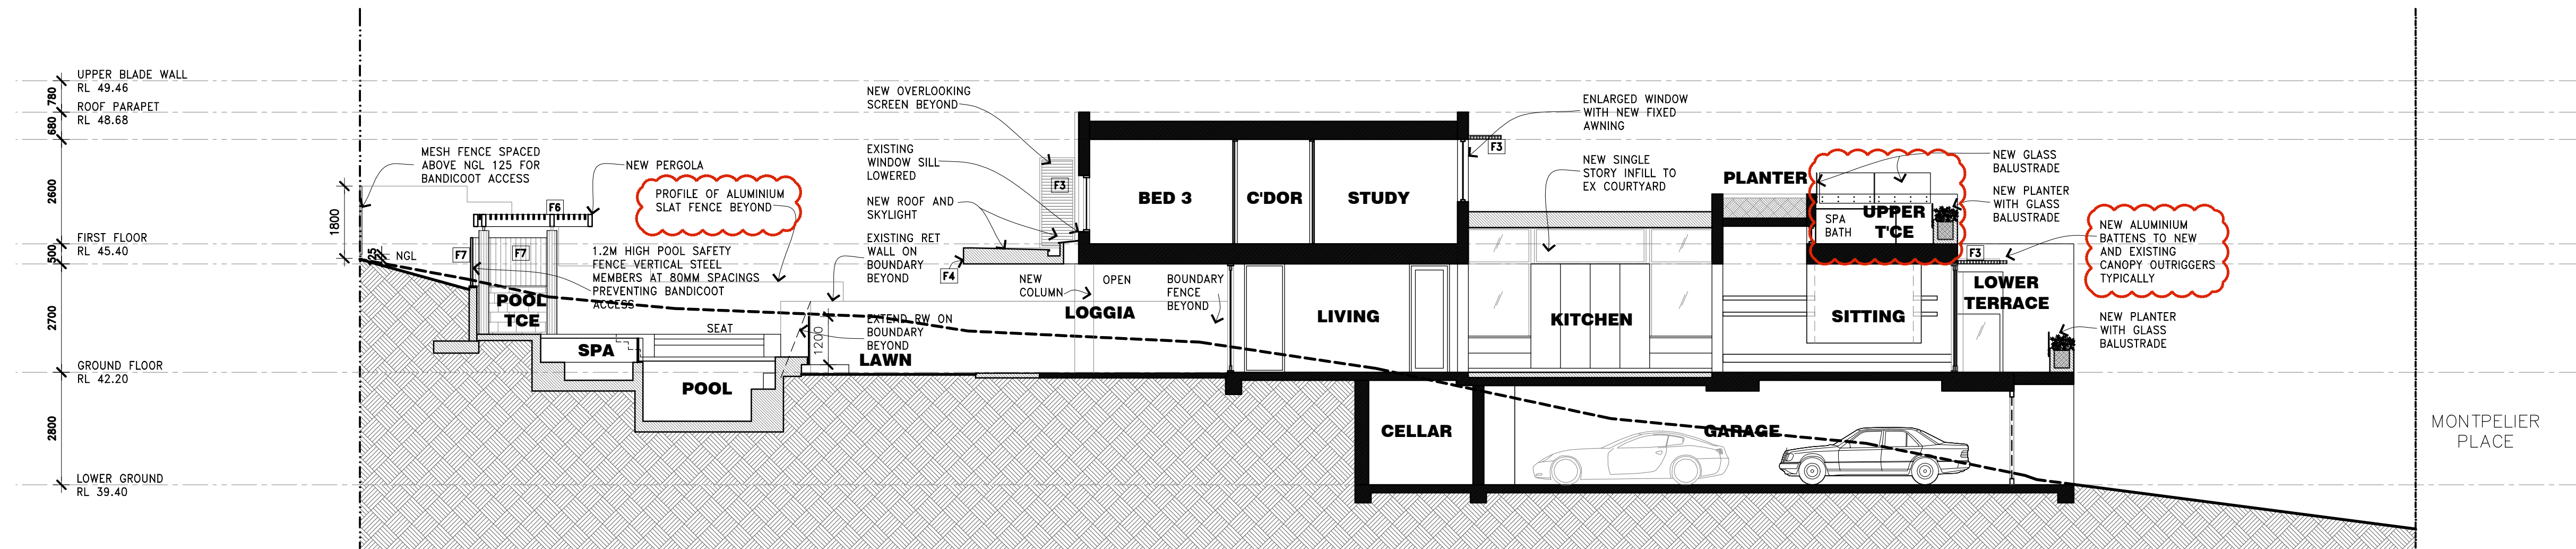 UPPER BLADE WALL
RL 49.46
780
ROOF PARAPET
RL 48.68
680
2600
FIRST FLOOR
RL 45.40
500
2700
GROUND FLOOR
RL 42.20
2800
LOWER GROUND
RL 39.40
1800
125
NGL
MESH FENCE SPACED
ABOVE NGL 125 FOR
BANDICOOT ACCESS
NEW PERGOLA
F6
F7
F7
PROFILE OF ALUMINIUM
SLAT FENCE BEYOND
1.2M HIGH POOL SAFETY
FENCE VERTICAL STEEL
MEMBERS AT 80MM SPACINGS
PREVENTING BANDICOOT
ACCESS
POOL
TCE
SPA
SEAT
POOL
1200
NEW OVERLOOKING
SCREEN BEYOND
EXISTING
WINDOW SILL
LOWERED
NEW ROOF AND
SKYLIGHT
EXISTING RET
WALL ON
BOUNDARY
BEYOND
EXTEND RW ON
BOUNDARY
BEYOND
LAWN
F3
F4
NEW
COLUMN
OPEN
BOUNDARY
FENCE
BEYOND
LOGGIA
BED 3
C'DOR
STUDY
LIVING
F3
ENLARGED WINDOW
WITH NEW FIXED
AWNING
NEW SINGLE
STORY INFILL TO
EX COURTYARD
KITCHEN
PLANTER
SPA
BATH
UPPER
T'CE
NEW GLASS
BALUSTRADE
NEW PLANTER
WITH GLASS
BALUSTRADE
F3
NEW ALUMINIUM
BATTENS TO NEW
AND EXISTING
CANOPY OUTRIGGERS
TYPICALLY
SITTING
LOWER
TERRACE
NEW PLANTER
WITH GLASS
BALUSTRADE
CELLAR
GARAGE
MONTPELIER
PLACE